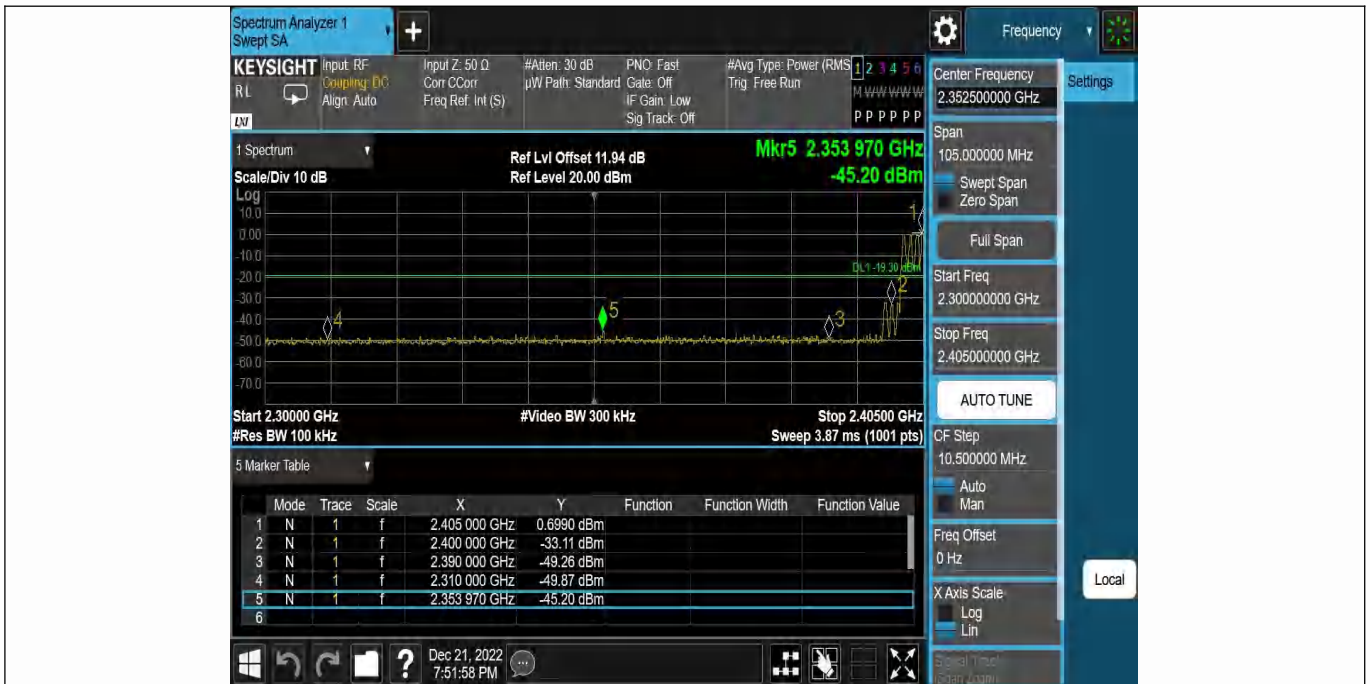 Spectrum Analyzer 1
Swept SA
+
Frequency
KEYSIGHT
RL
LXI
Input: RF
Coupling: DC
Align: Auto
Input Z: 50 Ω
Corr CCorr
Freq Ref: Int (S)
#Atten: 30 dB
µW Path: Standard
PNO: Fast
Gate: Off
IF Gain: Low
Sig Track: Off
#Avg Type: Power (RMS
Trig: Free Run
1 2 3 4 5 6
M W W W W W
P P P P P P
1 Spectrum
Scale/Div 10 dB
Ref Lvl Offset 11.94 dB
Ref Level 20.00 dBm
Mkr5 2.353 970 GHz
-45.20 dBm
Log
10.0
0.00
-10.0
-20.0
-30.0
-40.0
-50.0
-60.0
-70.0
1
DL1 -19.30 dBm
2
3
4
5
Start 2.30000 GHz
#Res BW 100 kHz
#Video BW 300 kHz
Stop 2.40500 GHz
Sweep 3.87 ms (1001 pts)
5 Marker Table
Mode Trace Scale X Y Function Function Width Function Value
1 N 1 f 2.405 000 GHz 0.6990 dBm
2 N 1 f 2.400 000 GHz -33.11 dBm
3 N 1 f 2.390 000 GHz -49.26 dBm
4 N 1 f 2.310 000 GHz -49.87 dBm
5 N 1 f 2.353 970 GHz -45.20 dBm
6
?
Dec 21, 2022
7:51:58 PM
Center Frequency
2.352500000 GHz
Settings
Span
105.000000 MHz
Swept Span
Zero Span
Full Span
Start Freq
2.300000000 GHz
Stop Freq
2.405000000 GHz
AUTO TUNE
CF Step
10.500000 MHz
Auto
Man
Freq Offset
0 Hz
X Axis Scale
Log
Lin
Local
Signal Track
(Span Zoom)